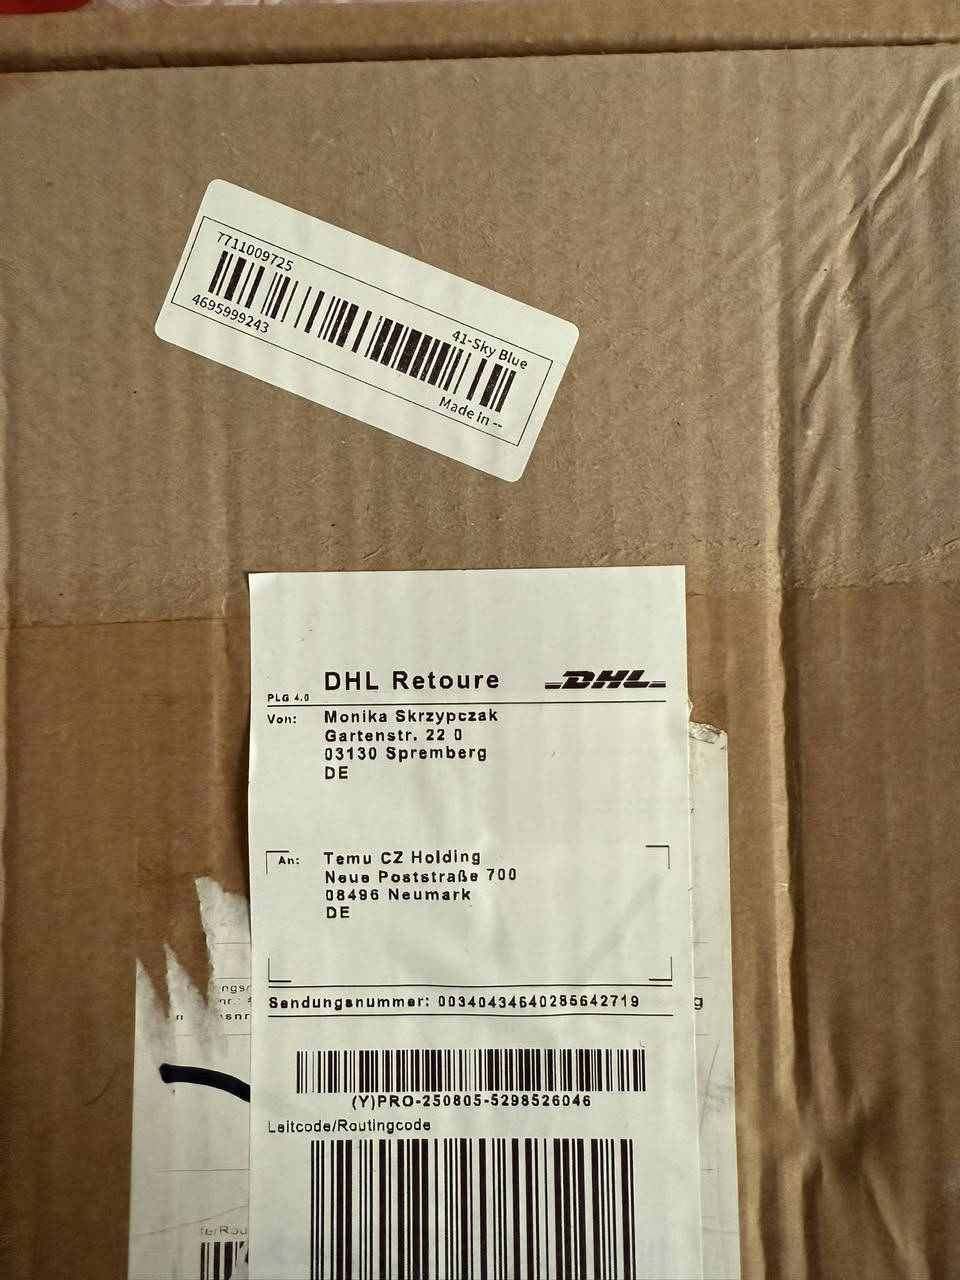 7711009725
4695999243
41-Sky Blue
Made in --
DHL Retoure
DHL
PLG 4.0
Von: Monika Skrzypczak
Gartenstr. 22 0
03130 Spremberg
DE
An: Temu CZ Holding
Neue Poststraße 700
08496 Neumark
DE
Sendungsnummer: 00340434640285642719
g
(Y)PRO-250805-5298526046
Leitcode/Routingcode